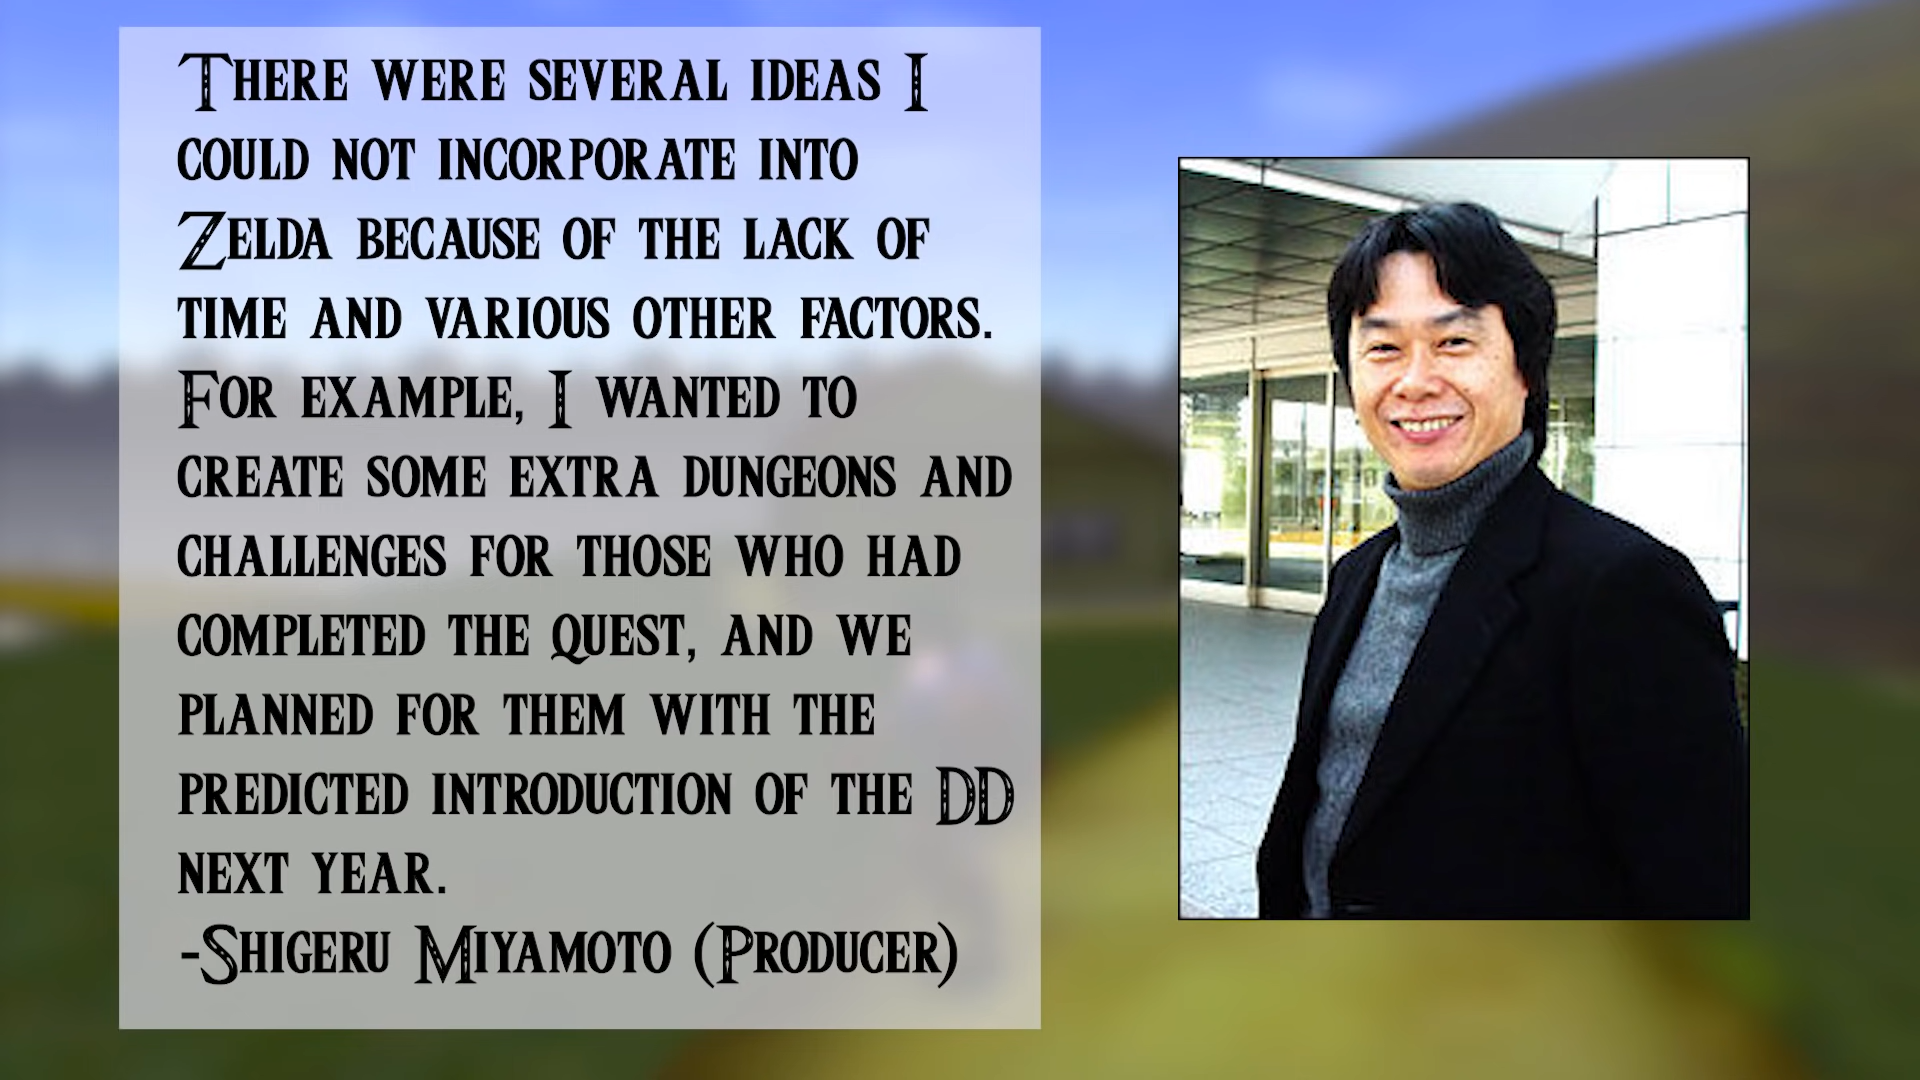 There were several ideas I
could not incorporate into
Zelda because of the lack of
time and various other factors.
For example, I wanted to
create some extra dungeons and
challenges for those who had
completed the quest, and we
planned for them with the
predicted introduction of the DD
next year.
-Shigeru Miyamoto (Producer)